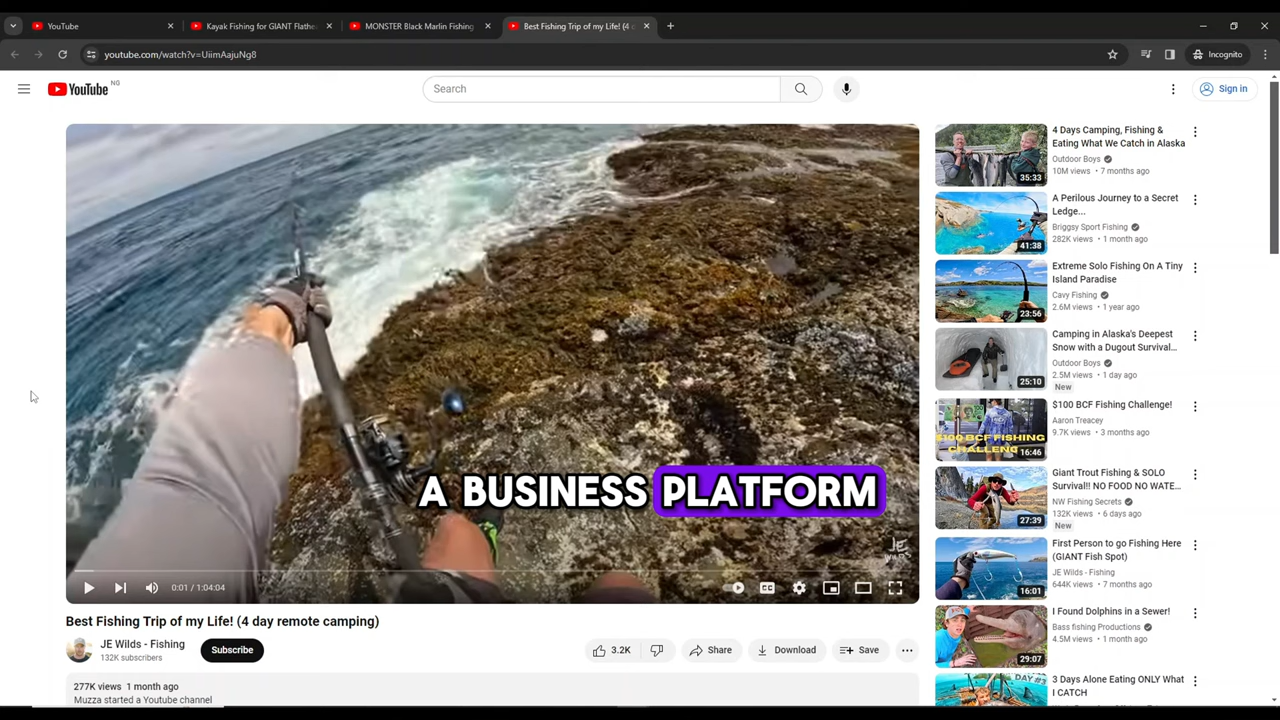 YouTube
Kayak Fishing for GIANT Flathe
MONSTER Black Marlin Fishing
Best Fishing Trip of my Life! (4 d
youtube.com/watch?v=UiimAajuNg8
Incognito
YouTube NG
Search
Sign in
A BUSINESS PLATFORM
JE WILDS
0:01 / 1:04:04
Best Fishing Trip of my Life! (4 day remote camping)
JE Wilds - Fishing
132K subscribers
Subscribe
3.2K
Share
Download
Save
277K views 1 month ago
Muzza started a Youtube channel
4 Days Camping, Fishing &
Eating What We Catch in Alaska
Outdoor Boys
10M views • 7 months ago
35:33
A Perilous Journey to a Secret
Ledge...
Briggsy Sport Fishing
282K views • 1 month ago
41:38
Extreme Solo Fishing On A Tiny
Island Paradise
Cavy Fishing
2.6M views • 1 year ago
23:56
Camping in Alaska's Deepest
Snow with a Dugout Survival...
Outdoor Boys
2.5M views • 1 day ago
New
25:10
$100 BCF Fishing Challenge!
Aaron Treacey
9.7K views • 3 months ago
$100 BCF FISHING
CHALLENGE
16:46
Giant Trout Fishing & SOLO
Survival!! NO FOOD NO WATE...
NW Fishing Secrets
132K views • 6 days ago
New
27:39
First Person to go Fishing Here
(GIANT Fish Spot)
JE Wilds - Fishing
644K views • 7 months ago
16:01
I Found Dolphins in a Sewer!
Bass fishing Productions
4.5M views • 1 month ago
29:07
3 Days Alone Eating ONLY What
I CATCH
DAY #3